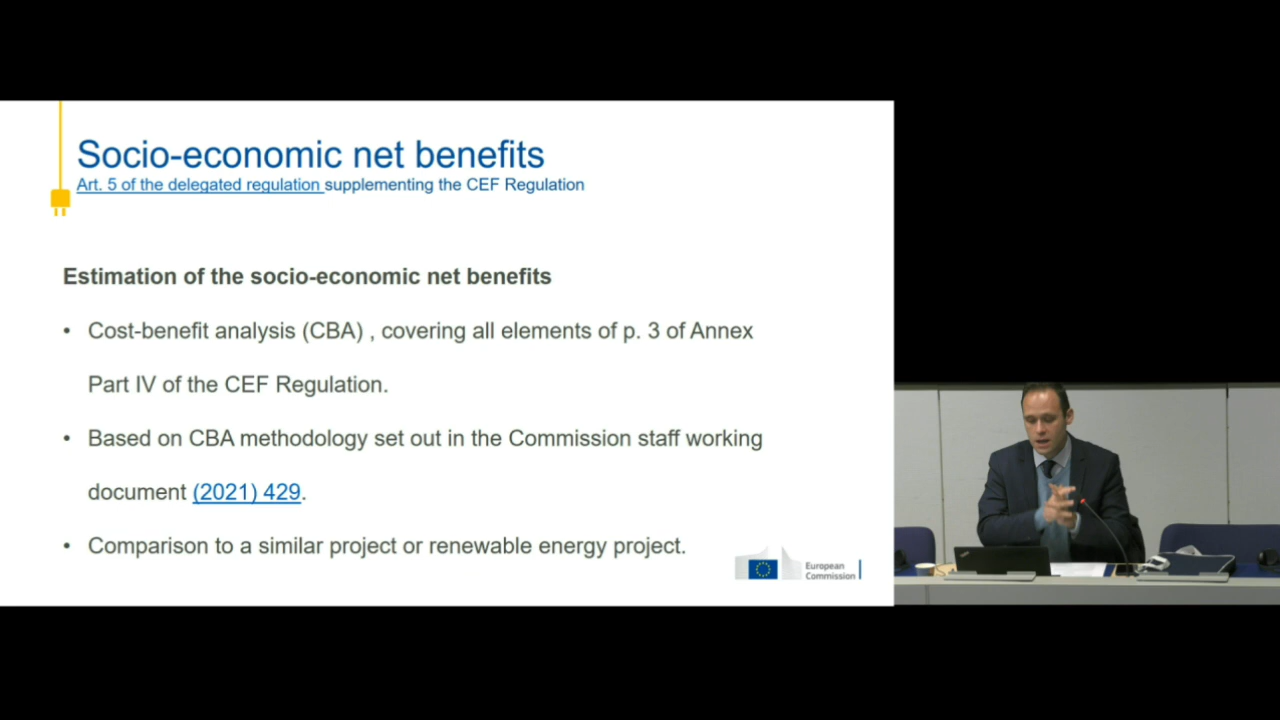 Socio-economic net benefits
Art. 5 of the delegated regulation supplementing the CEF Regulation
Estimation of the socio-economic net benefits
• Cost-benefit analysis (CBA) , covering all elements of p. 3 of Annex
Part IV of the CEF Regulation.
• Based on CBA methodology set out in the Commission staff working
document (2021) 429.
• Comparison to a similar project or renewable energy project.
European
Commission